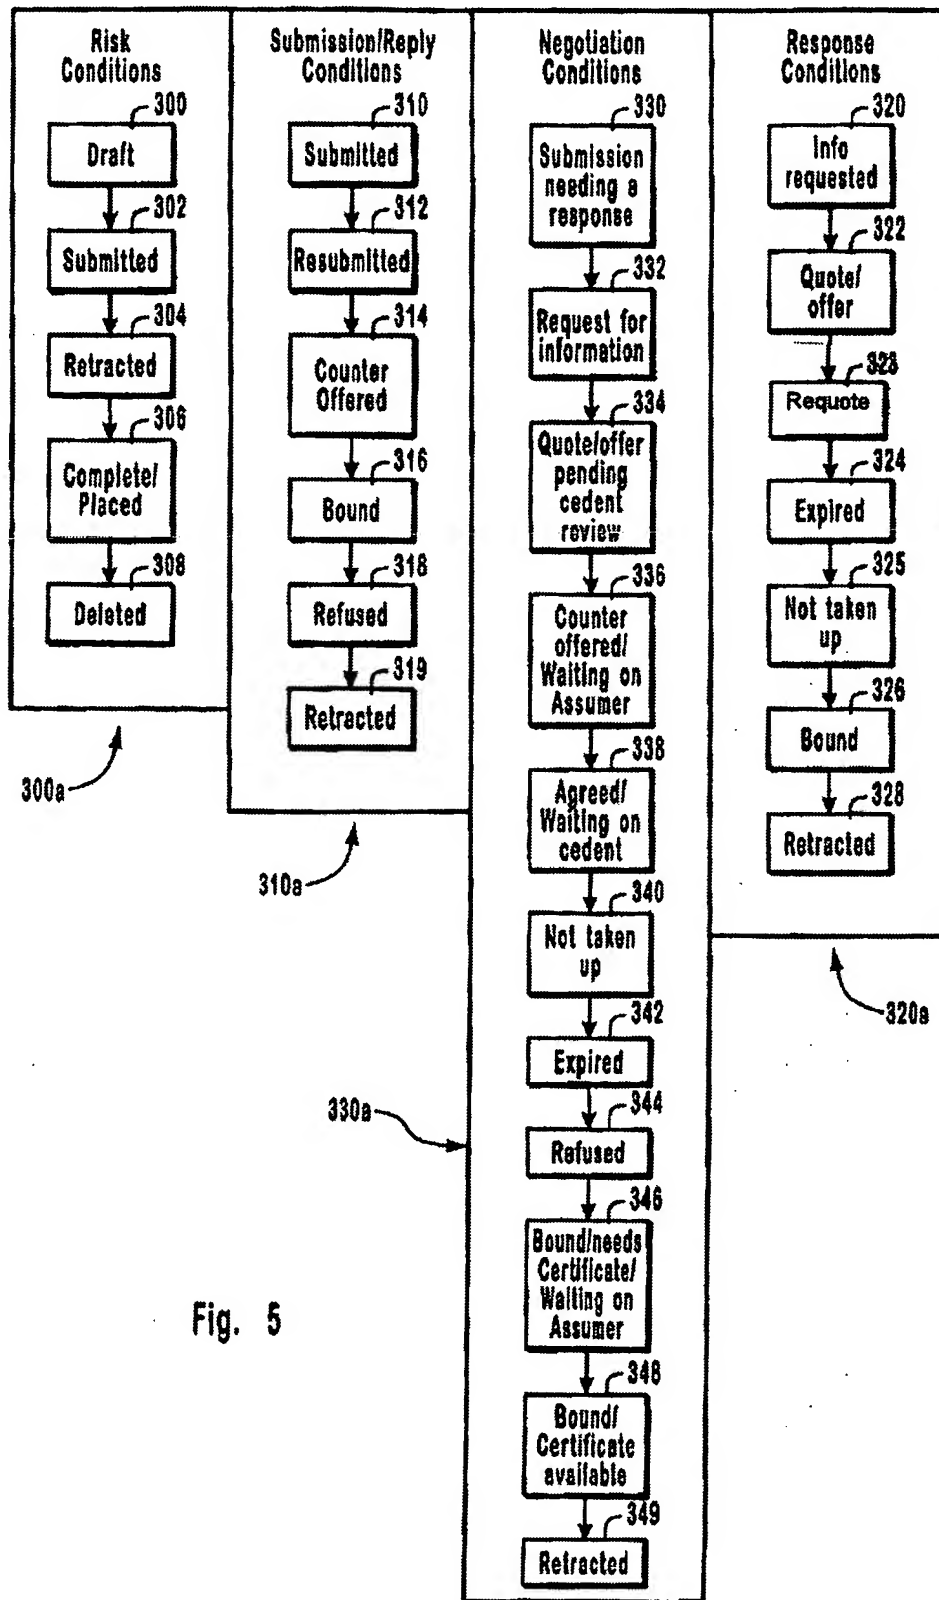 Risk
Conditions
300
Draft
302
Submitted
304
Retracted
306
Complete/
Placed
308
Deleted
300a
Submission/Reply
Conditions
310
Submitted
312
Resubmitted
314
Counter
Offered
316
Bound
318
Refused
319
Retracted
310a
Negotiation
Conditions
330
Submission
needing a
response
332
Request for
information
334
Quote/offer
pending
cedent
review
336
Counter
offered/
Waiting on
Assumer
338
Agreed/
Waiting on
cedent
340
Not taken
up
342
Expired
344
Refused
346
Bound/needs
Certificate/
Waiting on
Assumer
348
Bound/
Certificate
available
349
Retracted
330a
Response
Conditions
320
Info
requested
322
Quote/
offer
323
Requote
324
Expired
325
Not taken
up
326
Bound
328
Retracted
320a
Fig. 5